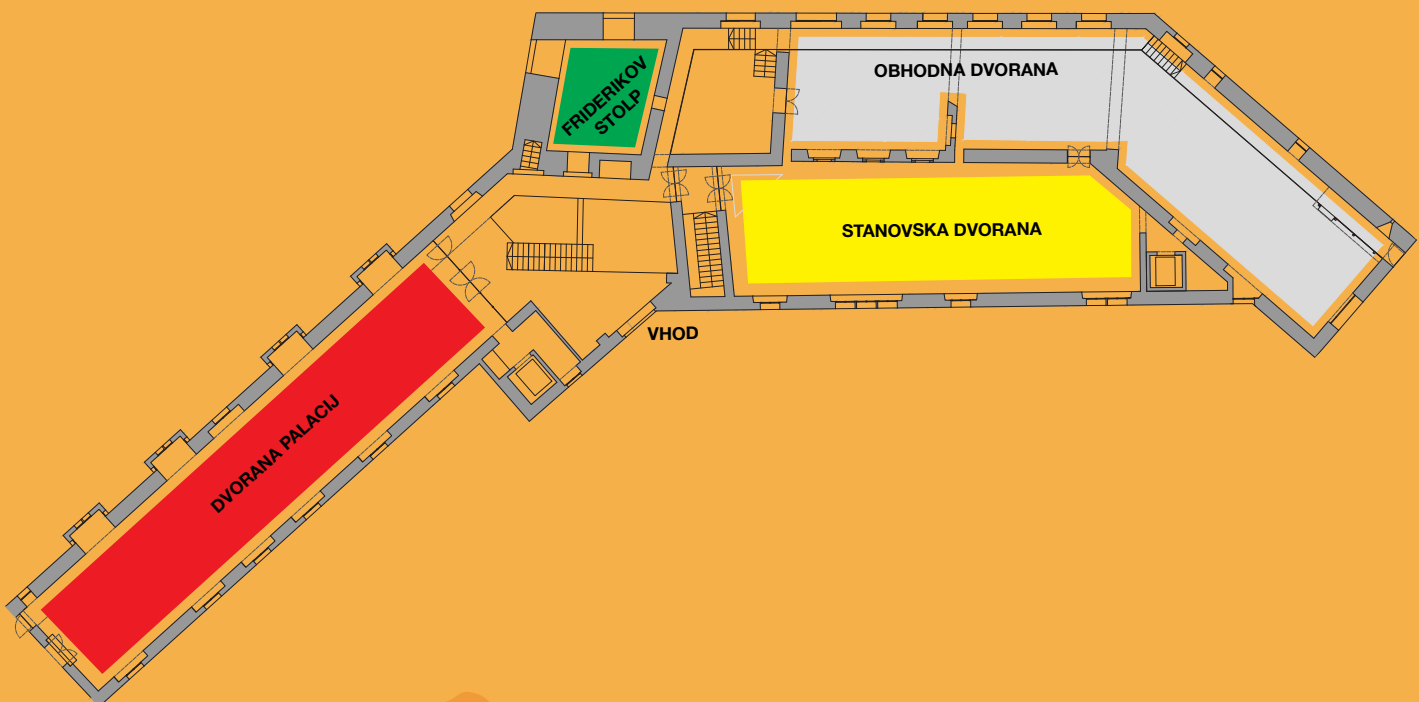 FRIDERIKOV
STOLP
OBHODNA DVORANA
STANOVSKA DVORANA
VHOD
DVORANA PALACIJ